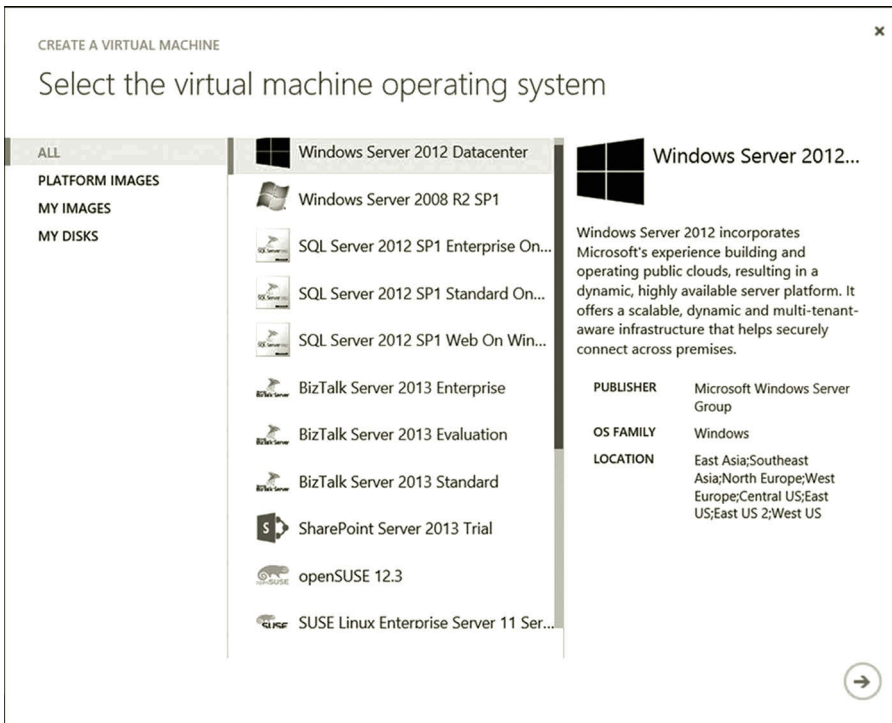 CREATE A VIRTUAL MACHINE
Select the virtual machine operating system
ALL
PLATFORM IMAGES
MY IMAGES
MY DISKS
Windows Server 2012 Datacenter
Windows Server 2008 R2 SP1
SQL Server 2012 SP1 Enterprise On...
SQL Server 2012 SP1 Standard On...
SQL Server 2012 SP1 Web On Win...
BizTalk Server 2013 Enterprise
BizTalk Server 2013 Evaluation
BizTalk Server 2013 Standard
SharePoint Server 2013 Trial
openSUSE 12.3
SUSE Linux Enterprise Server 11 Ser...
Windows Server 2012...
Windows Server 2012 incorporates
Microsoft's experience building and
operating public clouds, resulting in a
dynamic, highly available server platform. It
offers a scalable, dynamic and multi-tenant-
aware infrastructure that helps securely
connect across premises.
PUBLISHER Microsoft Windows Server
Group
OS FAMILY Windows
LOCATION East Asia;Southeast
Asia;North Europe;West
Europe;Central US;East
US;East US 2;West US